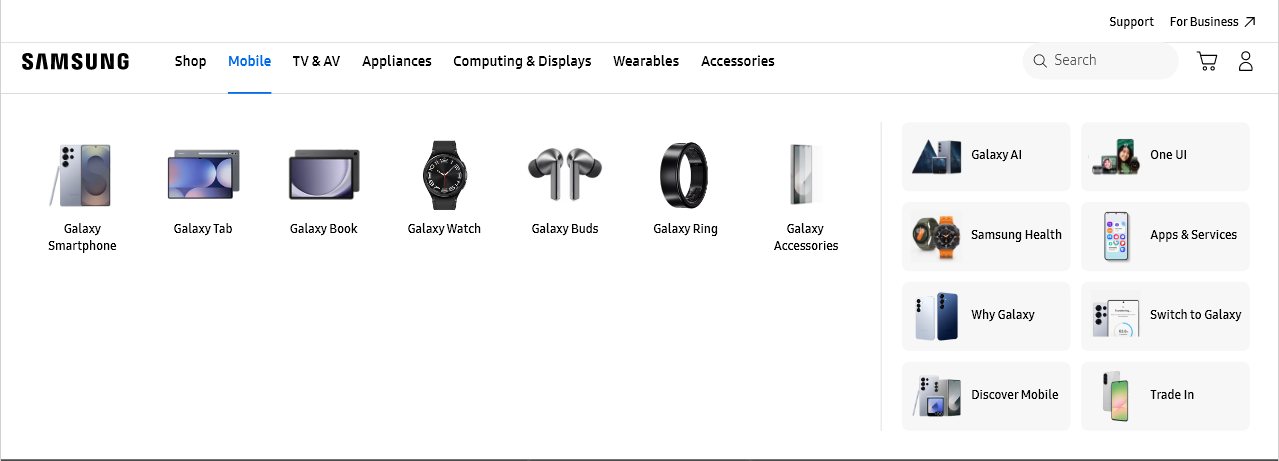 Support For Business
SAMSUNG Shop Mobile TV & AV Appliances Computing & Displays Wearables Accessories Search
Galaxy Smartphone
Galaxy Tab
Galaxy Book
Galaxy Watch
Galaxy Buds
Galaxy Ring
Galaxy Accessories
Galaxy AI
One UI
Samsung Health
Apps & Services
Why Galaxy
Switch to Galaxy
Discover Mobile
Trade In